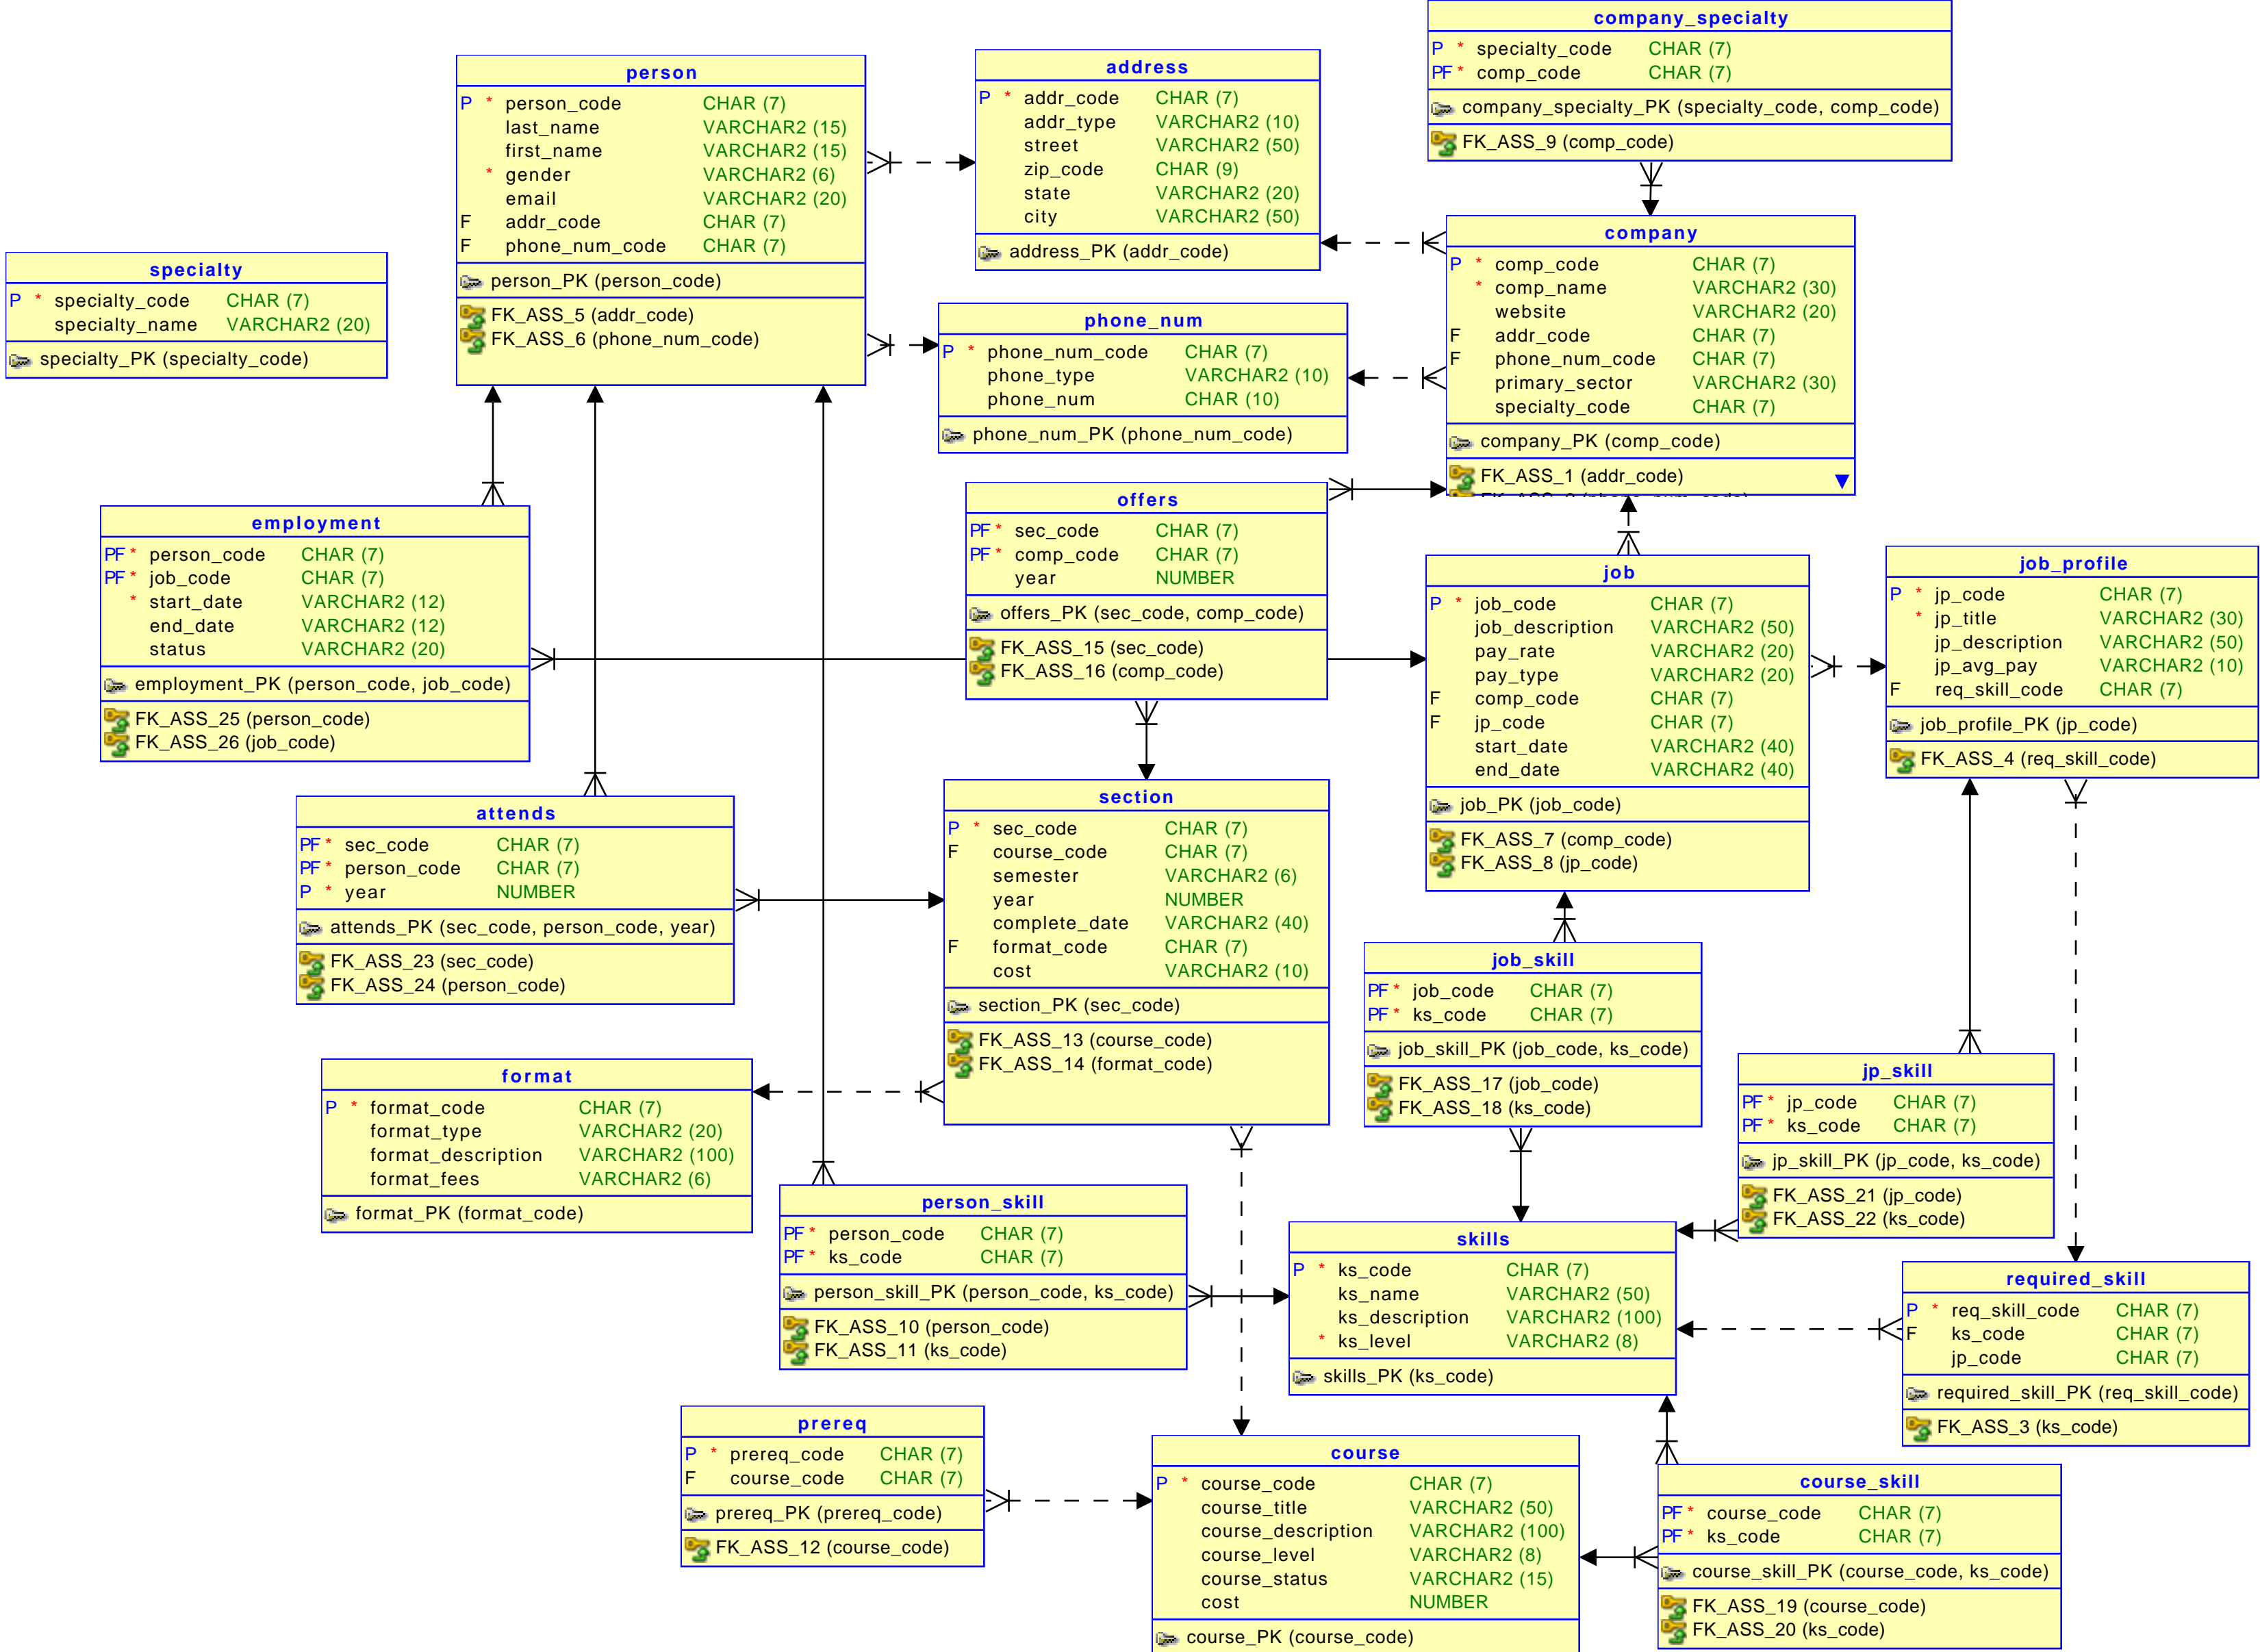 company_specialty
P * specialty_code CHAR (7)
PF * comp_code CHAR (7)
company_specialty_PK (specialty_code, comp_code)
FK_ASS_9 (comp_code)
person
P * person_code CHAR (7)
last_name VARCHAR2 (15)
first_name VARCHAR2 (15)
* gender VARCHAR2 (6)
email VARCHAR2 (20)
F addr_code CHAR (7)
F phone_num_code CHAR (7)
person_PK (person_code)
FK_ASS_5 (addr_code)
FK_ASS_6 (phone_num_code)
address
P * addr_code CHAR (7)
addr_type VARCHAR2 (10)
street VARCHAR2 (50)
zip_code CHAR (9)
state VARCHAR2 (20)
city VARCHAR2 (50)
address_PK (addr_code)
company
P * comp_code CHAR (7)
* comp_name VARCHAR2 (30)
website VARCHAR2 (20)
F addr_code CHAR (7)
F phone_num_code CHAR (7)
primary_sector VARCHAR2 (30)
specialty_code CHAR (7)
company_PK (comp_code)
FK_ASS_1 (addr_code)
specialty
P * specialty_code CHAR (7)
specialty_name VARCHAR2 (20)
specialty_PK (specialty_code)
phone_num
P * phone_num_code CHAR (7)
phone_type VARCHAR2 (10)
phone_num CHAR (10)
phone_num_PK (phone_num_code)
employment
PF * person_code CHAR (7)
PF * job_code CHAR (7)
* start_date VARCHAR2 (12)
end_date VARCHAR2 (12)
status VARCHAR2 (20)
employment_PK (person_code, job_code)
FK_ASS_25 (person_code)
FK_ASS_26 (job_code)
offers
PF * sec_code CHAR (7)
PF * comp_code CHAR (7)
year NUMBER
offers_PK (sec_code, comp_code)
FK_ASS_15 (sec_code)
FK_ASS_16 (comp_code)
job
P * job_code CHAR (7)
job_description VARCHAR2 (50)
pay_rate VARCHAR2 (20)
pay_type VARCHAR2 (20)
F comp_code CHAR (7)
F jp_code CHAR (7)
start_date VARCHAR2 (40)
end_date VARCHAR2 (40)
job_PK (job_code)
FK_ASS_7 (comp_code)
FK_ASS_8 (jp_code)
job_profile
P * jp_code CHAR (7)
* jp_title VARCHAR2 (30)
jp_description VARCHAR2 (50)
jp_avg_pay VARCHAR2 (10)
F req_skill_code CHAR (7)
job_profile_PK (jp_code)
FK_ASS_4 (req_skill_code)
attends
PF * sec_code CHAR (7)
PF * person_code CHAR (7)
P * year NUMBER
attends_PK (sec_code, person_code, year)
FK_ASS_23 (sec_code)
FK_ASS_24 (person_code)
section
P * sec_code CHAR (7)
F course_code CHAR (7)
semester VARCHAR2 (6)
year NUMBER
complete_date VARCHAR2 (40)
F format_code CHAR (7)
cost VARCHAR2 (10)
section_PK (sec_code)
FK_ASS_13 (course_code)
FK_ASS_14 (format_code)
job_skill
PF * job_code CHAR (7)
PF * ks_code CHAR (7)
job_skill_PK (job_code, ks_code)
FK_ASS_17 (job_code)
FK_ASS_18 (ks_code)
jp_skill
PF * jp_code CHAR (7)
PF * ks_code CHAR (7)
jp_skill_PK (jp_code, ks_code)
FK_ASS_21 (jp_code)
FK_ASS_22 (ks_code)
format
P * format_code CHAR (7)
format_type VARCHAR2 (20)
format_description VARCHAR2 (100)
format_fees VARCHAR2 (6)
format_PK (format_code)
person_skill
PF * person_code CHAR (7)
PF * ks_code CHAR (7)
person_skill_PK (person_code, ks_code)
FK_ASS_10 (person_code)
FK_ASS_11 (ks_code)
skills
P * ks_code CHAR (7)
ks_name VARCHAR2 (50)
ks_description VARCHAR2 (100)
* ks_level VARCHAR2 (8)
skills_PK (ks_code)
required_skill
P * req_skill_code CHAR (7)
F ks_code CHAR (7)
jp_code CHAR (7)
required_skill_PK (req_skill_code)
FK_ASS_3 (ks_code)
prereq
P * prereq_code CHAR (7)
F course_code CHAR (7)
prereq_PK (prereq_code)
FK_ASS_12 (course_code)
course
P * course_code CHAR (7)
course_title VARCHAR2 (50)
course_description VARCHAR2 (100)
course_level VARCHAR2 (8)
course_status VARCHAR2 (15)
cost NUMBER
course_PK (course_code)
course_skill
PF * course_code CHAR (7)
PF * ks_code CHAR (7)
course_skill_PK (course_code, ks_code)
FK_ASS_19 (course_code)
FK_ASS_20 (ks_code)